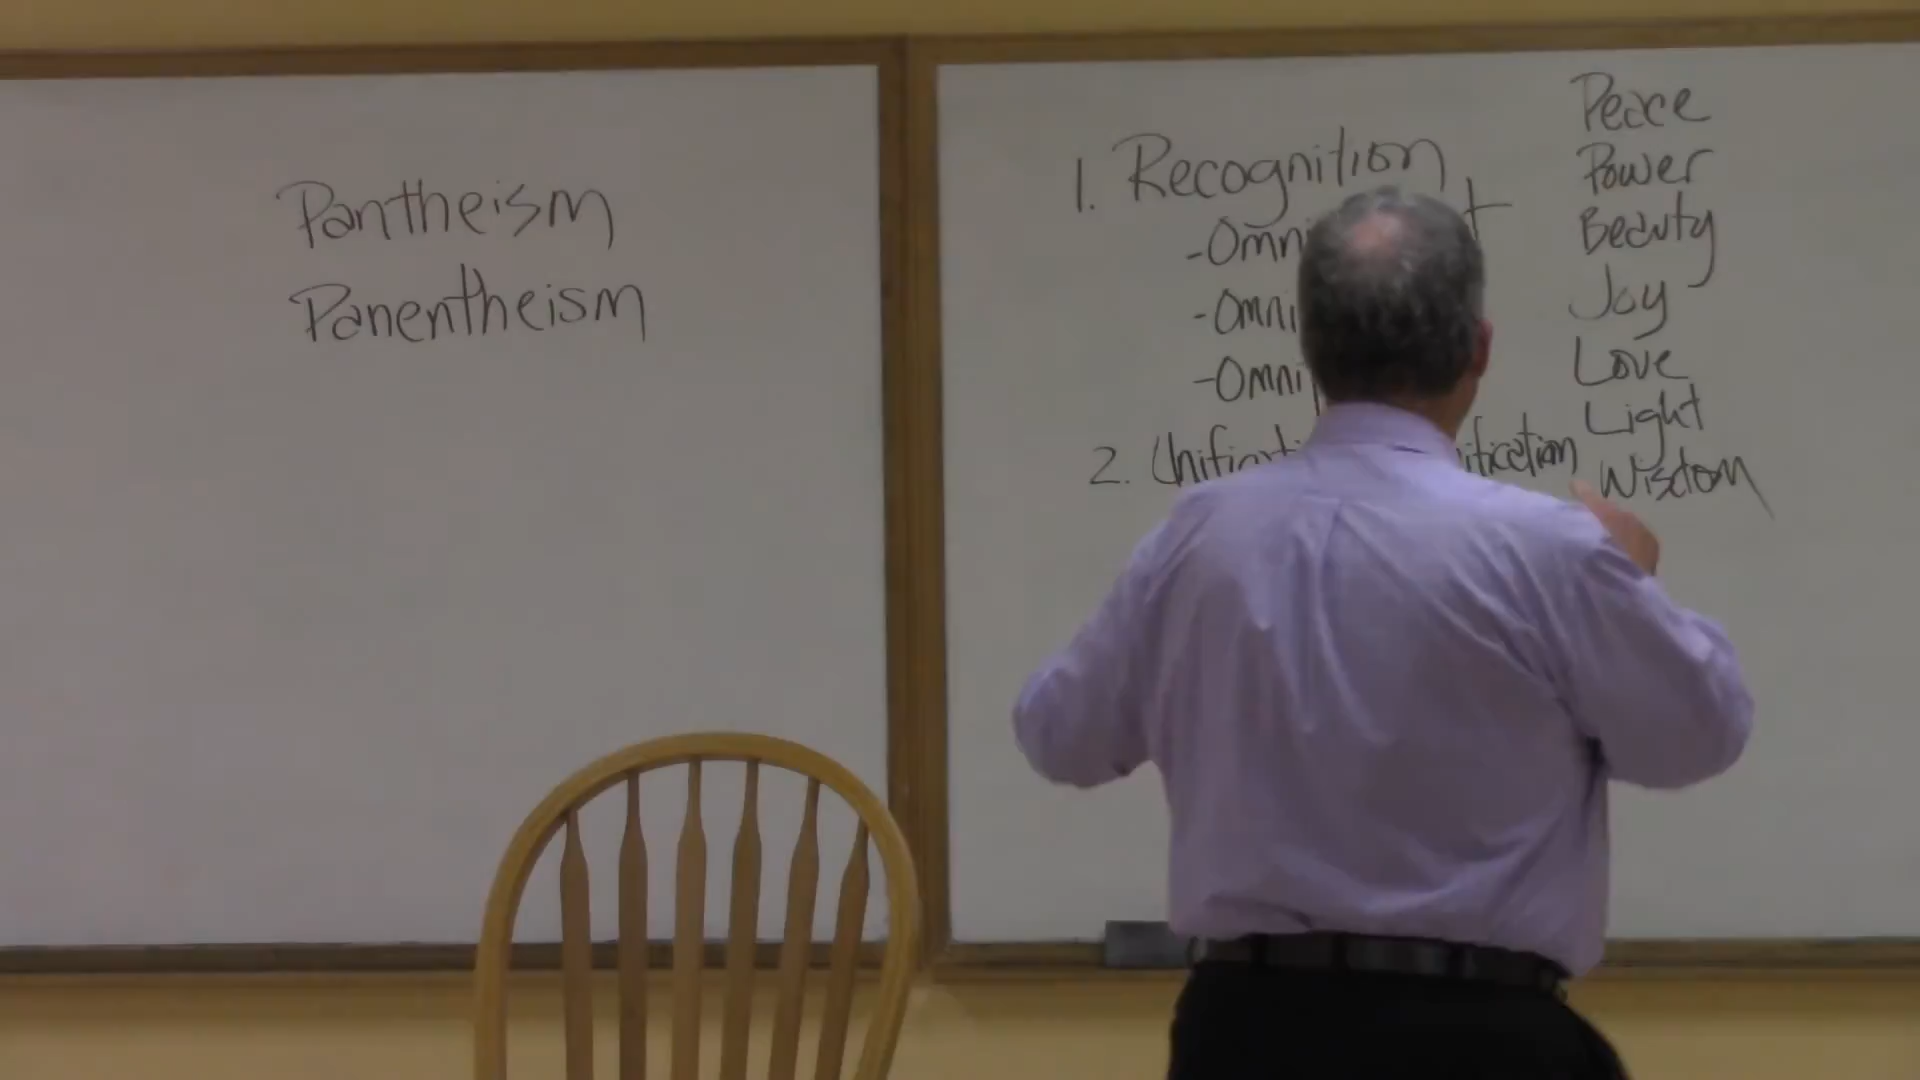 Pantheism
Panentheism
1. Recognition
-Omni
-Omni
-Omni
2.
Peace
Power
Beauty
Joy
Love
Light
Wisdom